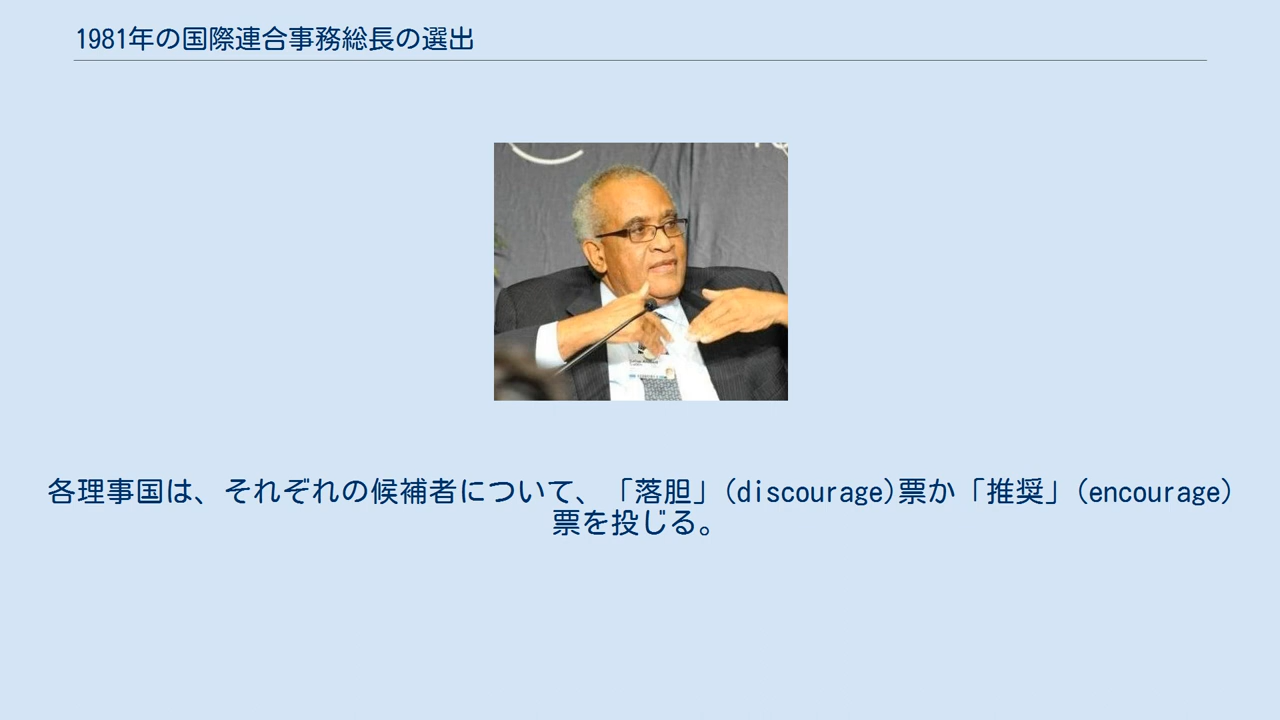 1981年の国際連合事務総長の選出
各理事国は、それぞれの候補者について、「落胆」(discourage)票か「推奨」(encourage)
票を投じる。